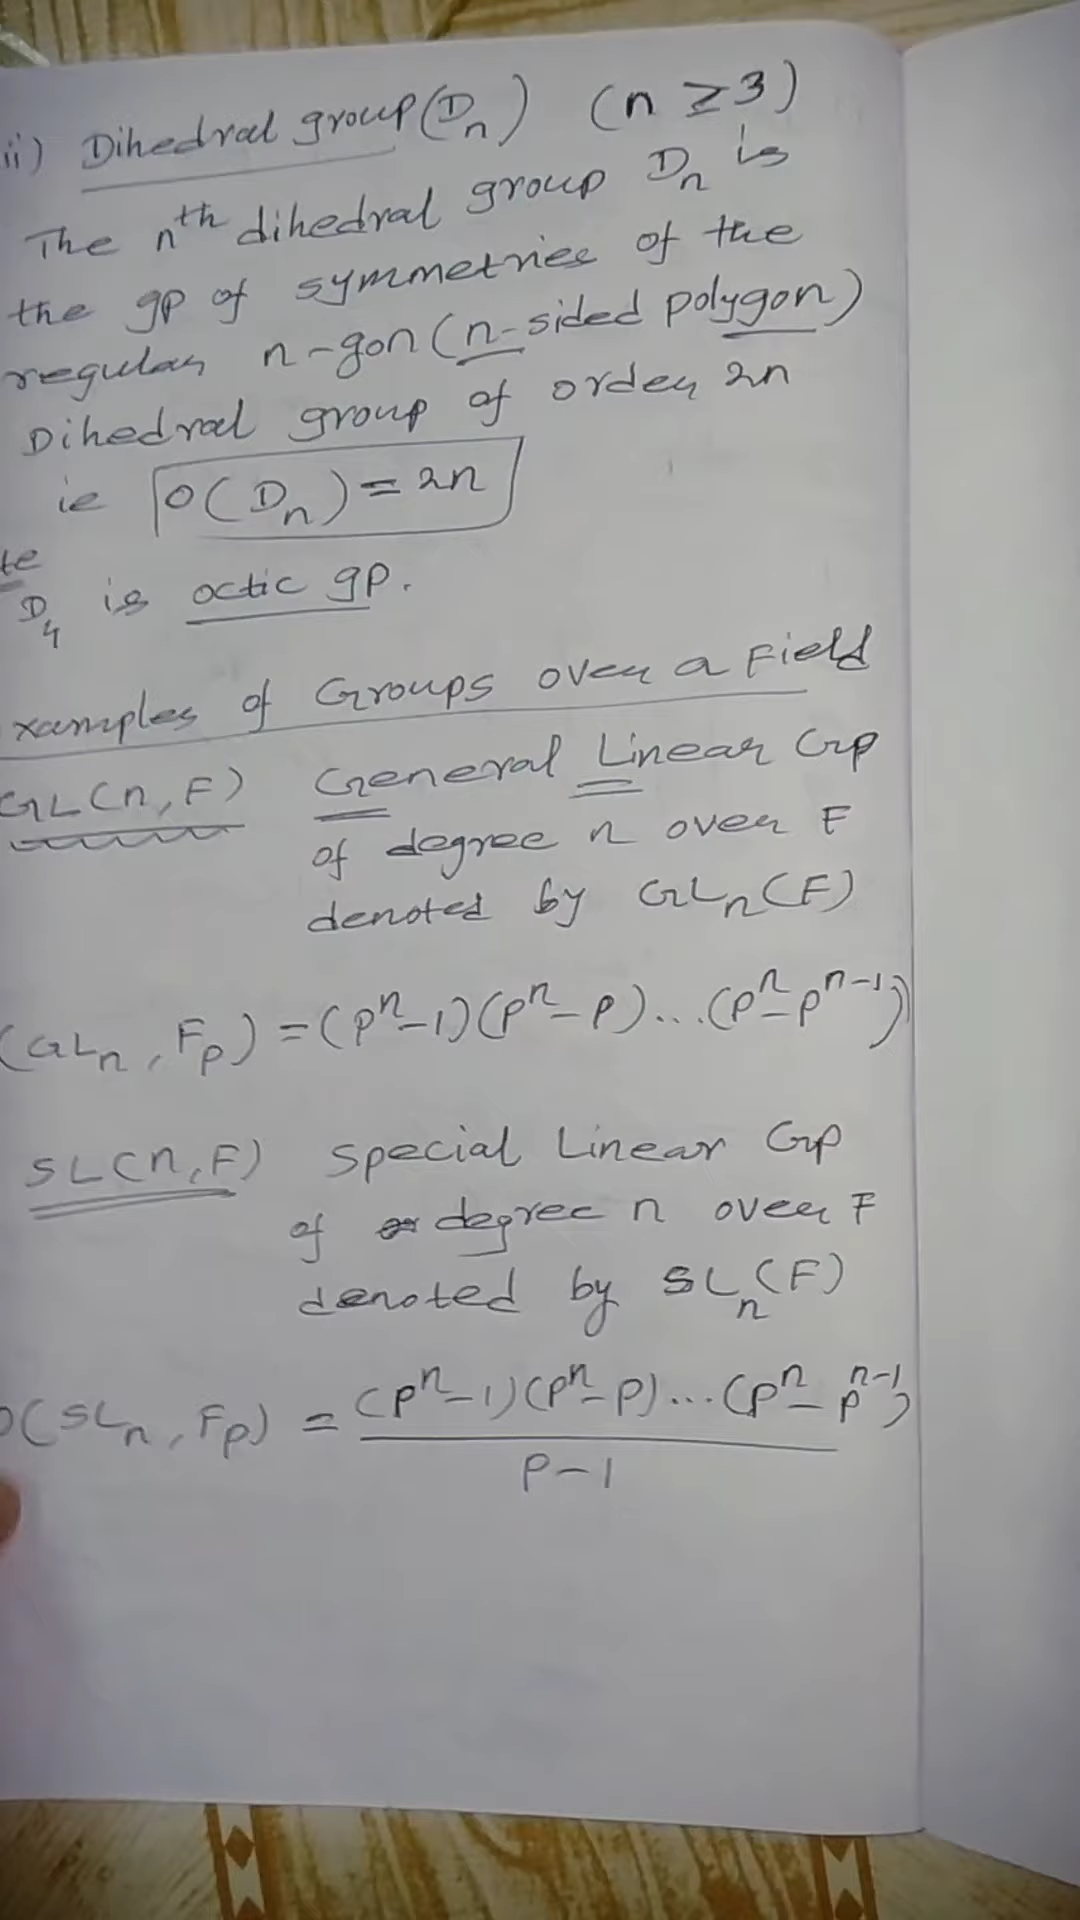 ii) Dihedral group (Dn) (n ≥ 3)
The nth dihedral group Dn is
the gp of symmetries of the
regular n-gon (n-sided polygon)
Dihedral group of order 2n
ie O(Dn) = 2n
te
D4 is octic gp.
xamples of Groups over a Field
GL(n, F) General Linear Gp
of degree n over F
denoted by GLn(F)
(GLn, Fp) = (p^n-1)(p^n-p)...(p^n-p^n-1)
SL(n, F) Special Linear Gp
of degree n over F
denoted by SLn(F)
O(SLn, Fp) = (p^n-1)(p^n-p)...(p^n-p^n-1)
p-1